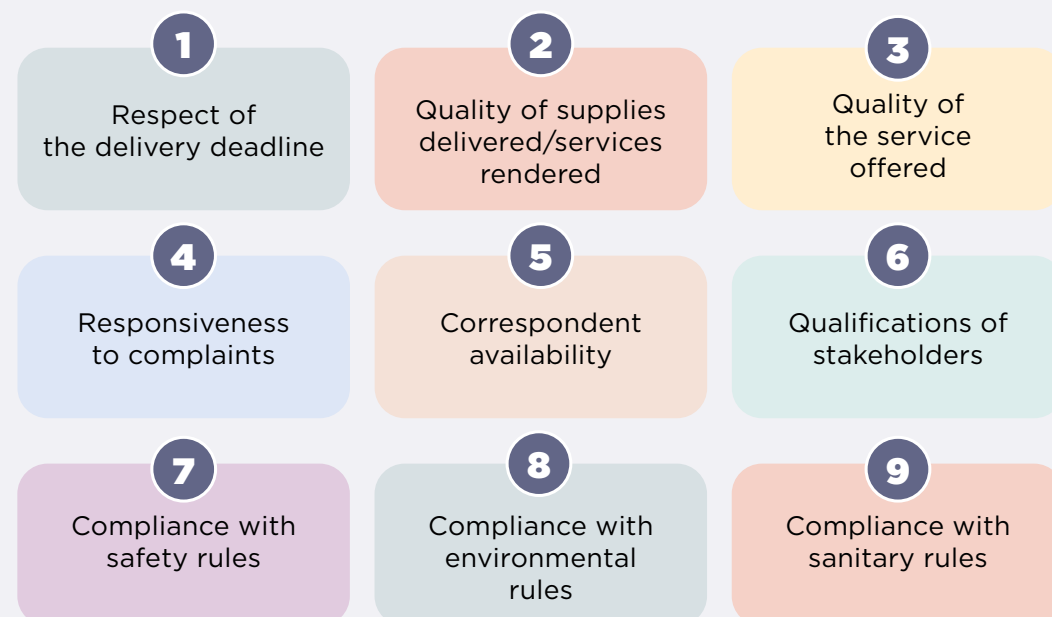 1
Respect of
the delivery deadline
2
Quality of supplies
delivered/services
rendered
3
Quality of
the service
offered
4
Responsiveness
to complaints
5
Correspondent
availability
6
Qualifications of
stakeholders
7
Compliance with
safety rules
8
Compliance with
environmental
rules
9
Compliance with
sanitary rules